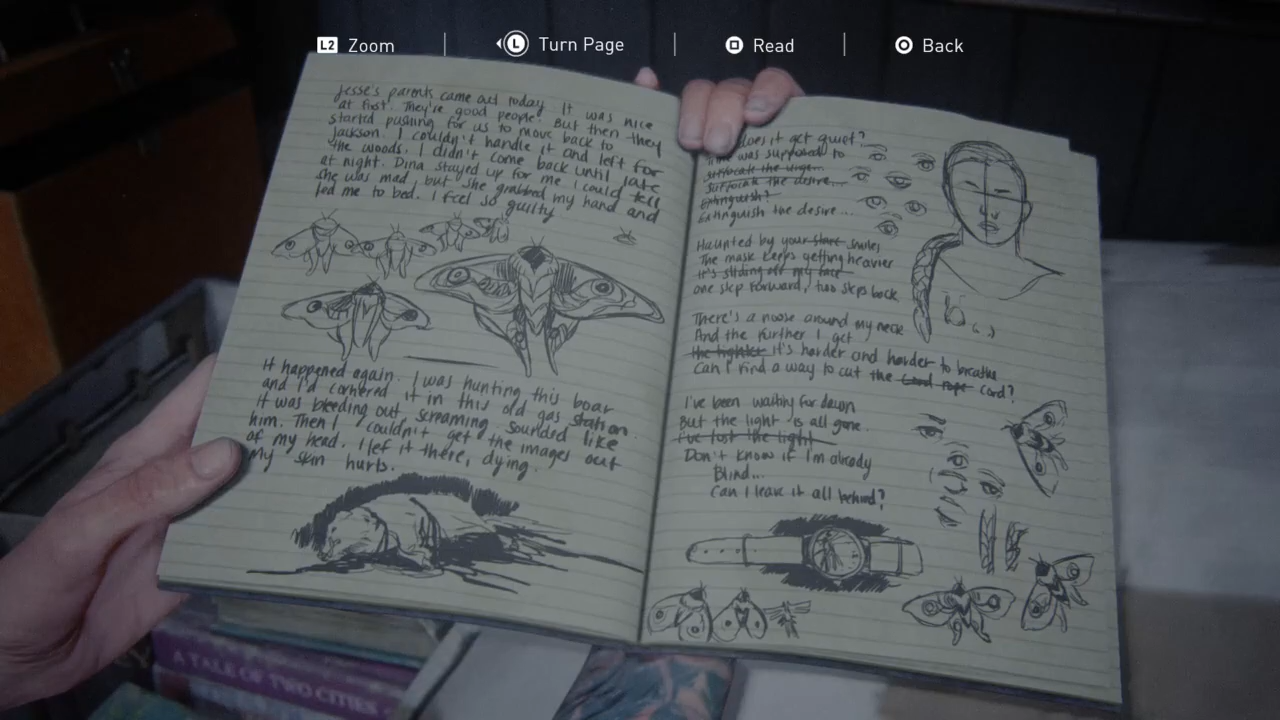 L2 Zoom
L Turn Page
Read
Back
Jesse's parents came out today. It was nice
at first. They're good people. But then they
started pushing for us to move back to
Jackson. I couldn't handle it and left for
the woods. I didn't come back until late
at night. Dina stayed up for me. I could tell
she was mad, but she grabbed my hand and
led me to bed. I feel so guilty
It happened again. I was hunting this boar
and I'd cornered it in this old gas station.
It was bleeding out, screaming. Sounded like
him. Then I couldn't get the images out
of my head. I lef it there, dying.
My skin hurts.
does it get quiet?
was supposed to
suffocate the urge...
suffocate the desire...
extinguish?
Extinguish the desire...
Haunted by your stare smiles
The mask keeps getting heavier
It's sliding off my face
one step forward, two steps back.
There's a noose around my neck
And the further I get
the tighter it's harder and harder to breathe
Can I find a way to cut the cord?
I've been waiting for dawn
But the light is all gone.
I've lost the light
Don't know if I'm already
Blind...
Can I leave it all behind?
A TALE OF TWO CITIES